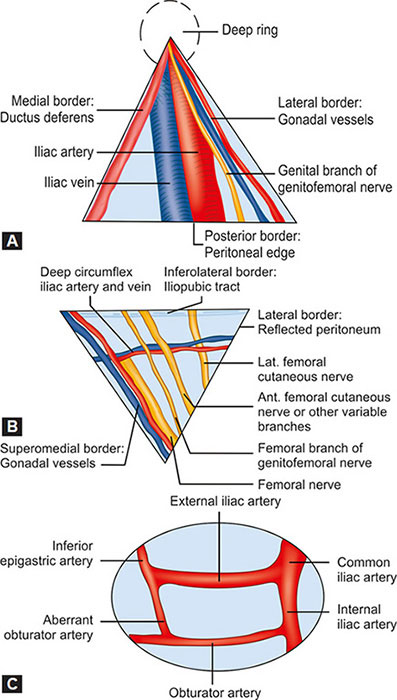 Deep ring
Medial border:
Ductus deferens
Lateral border:
Gonadal vessels
Iliac artery
Iliac vein
Genital branch of
genitofemoral nerve
Posterior border:
Peritoneal edge
A
Deep circumflex
iliac artery and vein
Inferolateral border:
Iliopubic tract
Lateral border:
Reflected peritoneum
Lat. femoral
cutaneous nerve
Ant. femoral cutaneous
nerve or other variable
branches
B
Superomedial border:
Gonadal vessels
Femoral branch of
genitofemoral nerve
Femoral nerve
External iliac artery
Inferior
epigastric artery
Common
iliac artery
Aberrant
obturator artery
Internal
iliac artery
C
Obturator artery